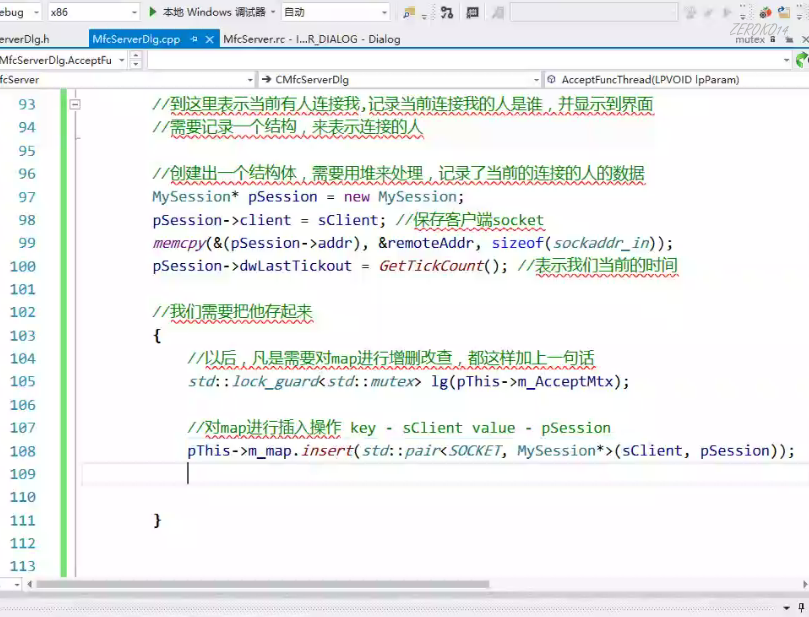 ebug x86 本地 Windows 调试器 自动
ZEROKO14
erverDlg.h MfcServerDlg.cpp MfcServer.rc - I...R_DIALOG - Dialog mutex
MfcServerDlg.AcceptFu
fcServer CMfcServerDlg AcceptFuncThread(LPVOID lpParam)
93 //到这里表示当前有人连接我,记录当前连接我的人是谁，并显示到界面
94 //需要记录一个结构，来表示连接的人
95
96 //创建出一个结构体，需要用堆来处理，记录了当前的连接的人的数据
97 MySession* pSession = new MySession;
98 pSession->client = sClient; //保存客户端socket
99 memcpy(&(pSession->addr), &remoteAddr, sizeof(sockaddr_in));
100 pSession->dwLastTickout = GetTickCount(); //表示我们当前的时间
101
102 //我们需要把他存起来
103 {
104 //以后，凡是需要对map进行增删改查，都这样加上一句话
105 std::lock_guard<std::mutex> lg(pThis->m_AcceptMtx);
106
107 //对map进行插入操作 key - sClient value - pSession
108 pThis->m_map.insert(std::pair<SOCKET, MySession*>(sClient, pSession));
109
110
111 }
112
113